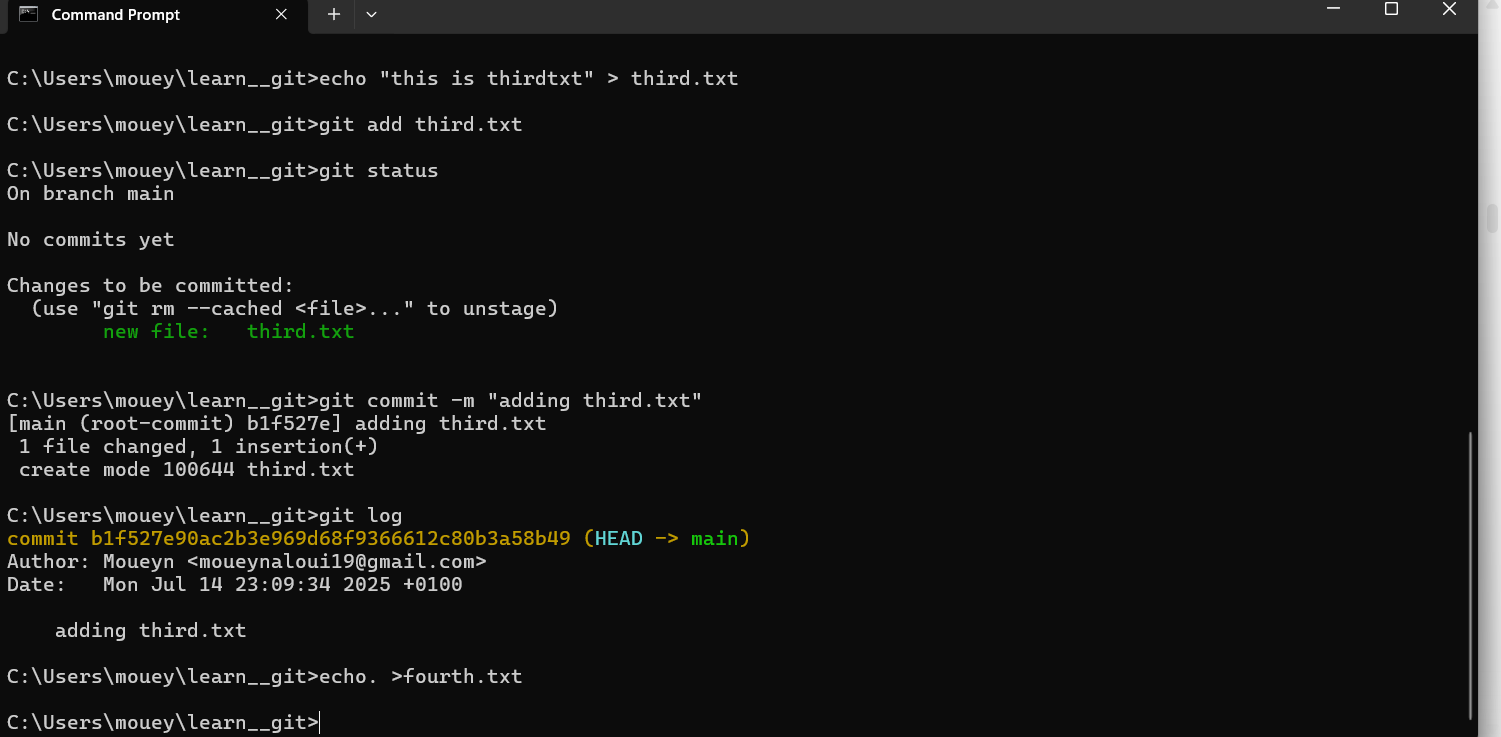 Command Prompt
C:\Users\mouey\learn__git>echo "this is thirdtxt" > third.txt
C:\Users\mouey\learn__git>git add third.txt
C:\Users\mouey\learn__git>git status
On branch main
No commits yet
Changes to be committed:
  (use "git rm --cached <file>..." to unstage)
        new file:   third.txt
C:\Users\mouey\learn__git>git commit -m "adding third.txt"
[main (root-commit) b1f527e] adding third.txt
 1 file changed, 1 insertion(+)
 create mode 100644 third.txt
C:\Users\mouey\learn__git>git log
commit b1f527e90ac2b3e969d68f9366612c80b3a58b49 (HEAD -> main)
Author: Moueyn <moueynaloui19@gmail.com>
Date:   Mon Jul 14 23:09:34 2025 +0100
    adding third.txt
C:\Users\mouey\learn__git>echo. >fourth.txt
C:\Users\mouey\learn__git>